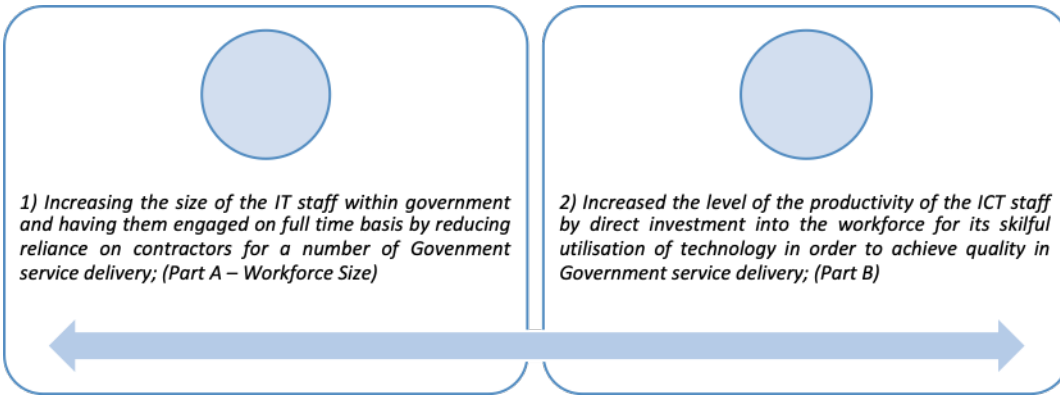 1) Increasing the size of the IT staff within government
and having them engaged on full time basis by reducing
reliance on contractors for a number of Govenment
service delivery; (Part A – Workforce Size)
2) Increased the level of the productivity of the ICT staff
by direct investment into the workforce for its skilful
utilisation of technology in order to achieve quality in
Government service delivery; (Part B)